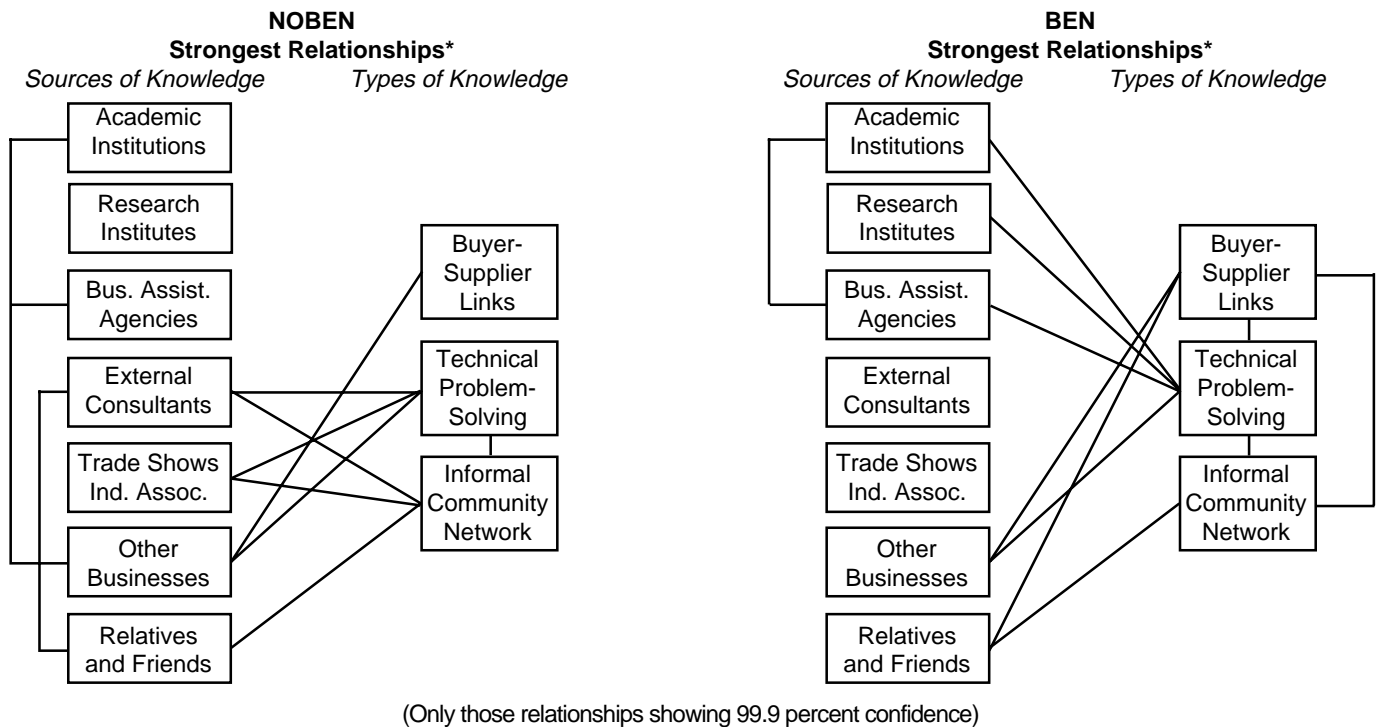 NOBEN
Strongest Relationships*
Sources of Knowledge
Types of Knowledge
Academic
Institutions
Research
Institutes
Bus. Assist.
Agencies
External
Consultants
Trade Shows
Ind. Assoc.
Other
Businesses
Relatives
and Friends
Buyer-
Supplier
Links
Technical
Problem-
Solving
Informal
Community
Network
BEN
Strongest Relationships*
Sources of Knowledge
Types of Knowledge
Academic
Institutions
Research
Institutes
Bus. Assist.
Agencies
External
Consultants
Trade Shows
Ind. Assoc.
Other
Businesses
Relatives
and Friends
Buyer-
Supplier
Links
Technical
Problem-
Solving
Informal
Community
Network
(Only those relationships showing 99.9 percent confidence)